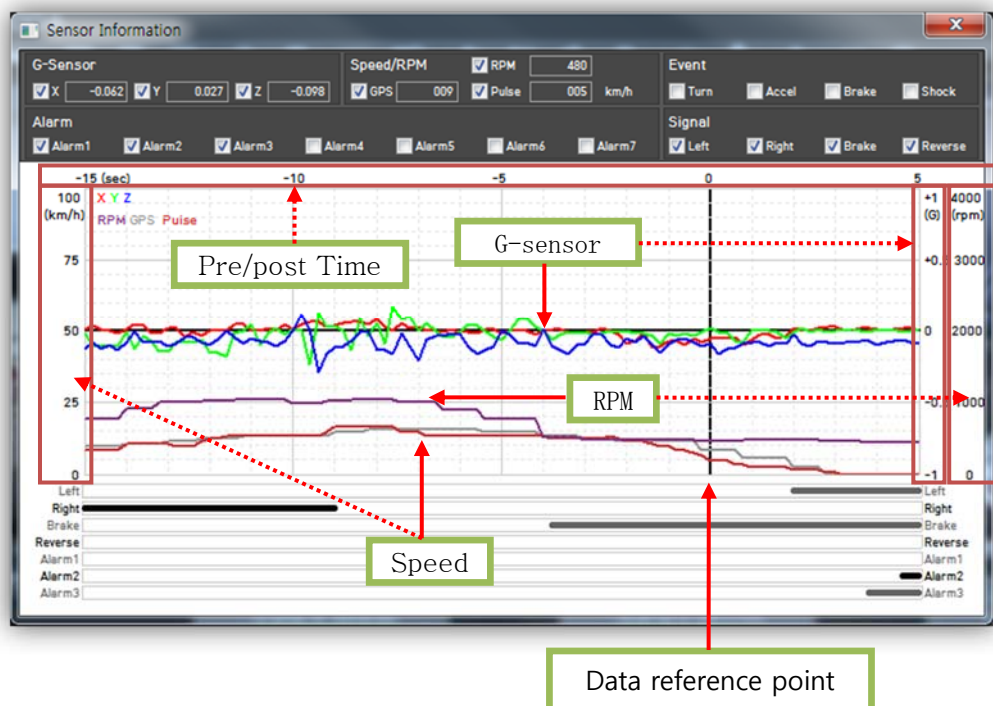 Sensor Information
G-Sensor Speed/RPM RPM 480 Event
X -0.062 Y 0.027 Z -0.098 GPS 009 Pulse 005 km/h Turn Accel Brake Shock
Alarm Signal
Alarm1 Alarm2 Alarm3 Alarm4 Alarm5 Alarm6 Alarm7 Left Right Brake Reverse
-15 (sec) -10 -5 0 5
100 X Y Z +1 4000
(km/h) RPM GPS Pulse (G) (rpm)
G-sensor
Pre/post Time
75 3000
50 0 2000
25 RPM
0 -1 0
Left Left
Right Right
Brake Brake
Reverse Reverse
Speed
Alarm1 Alarm1
Alarm2 Alarm2
Alarm3 Alarm3
Data reference point